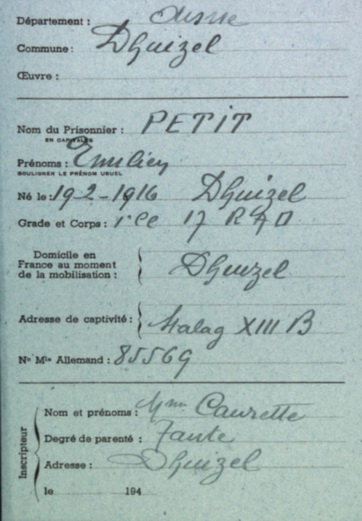 Département : Aisne
Commune : Dhuizel
Œuvre :
Nom du Prisonnier : PETIT
EN CAPITALES
Prénoms : Emilien
SOULIGNER LE PRÉNOM USUEL
Né le : 19-2-1916 Dhuizel
Grade et Corps : 1e Cl 17 R A D
Domicile en
France au moment
de la mobilisation : Dhuizel
Adresse de captivité : Stalag XIII B
N° Mle Allemand : 85569
Inscripteur
Nom et prénoms : Mme Caurette
Degré de parenté : Tante
Adresse : Dhuizel
le 194